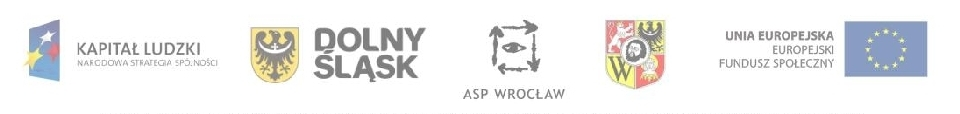 KAPITAŁ LUDZKI
NARODOWA STRATEGIA SPÓJNOŚCI
DOLNY
ŚLĄSK
ASP WROCŁAW
W
UNIA EUROPEJSKA
EUROPEJSKI
FUNDUSZ SPOŁECZNY